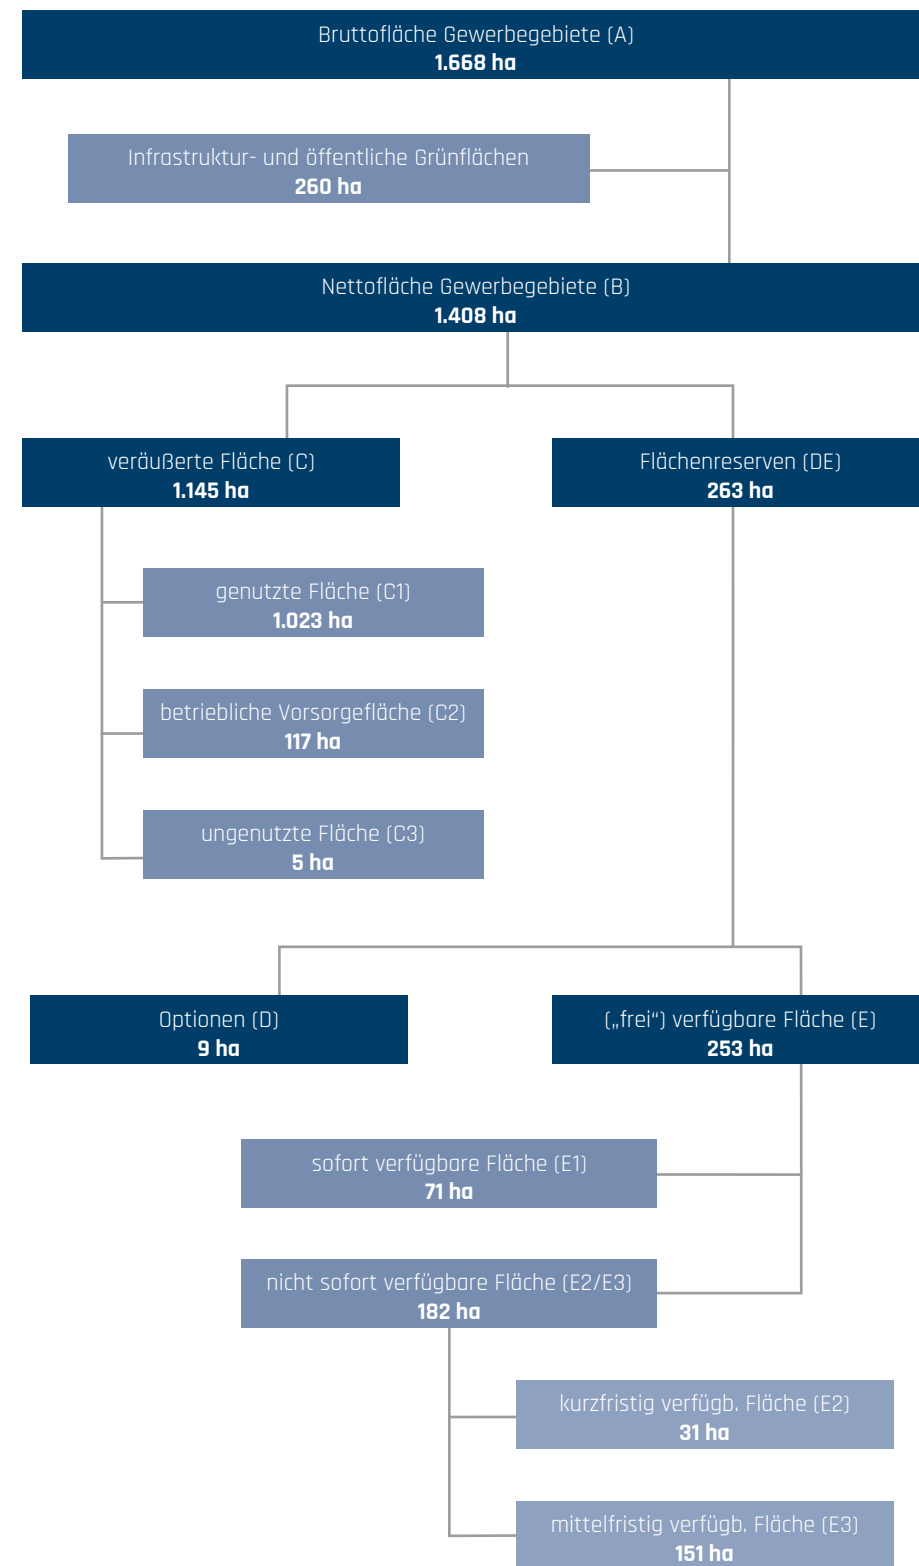 Bruttofläche Gewerbegebiete (A)
1.668 ha
Infrastruktur- und öffentliche Grünflächen
260 ha
Nettofläche Gewerbegebiete (B)
1.408 ha
veräußerte Fläche (C)
1.145 ha
Flächenreserven (DE)
263 ha
genutzte Fläche (C1)
1.023 ha
betriebliche Vorsorgefläche (C2)
117 ha
ungenutzte Fläche (C3)
5 ha
Optionen (D)
9 ha
(„frei“) verfügbare Fläche (E)
253 ha
sofort verfügbare Fläche (E1)
71 ha
nicht sofort verfügbare Fläche (E2/E3)
182 ha
kurzfristig verfügb. Fläche (E2)
31 ha
mittelfristig verfügb. Fläche (E3)
151 ha